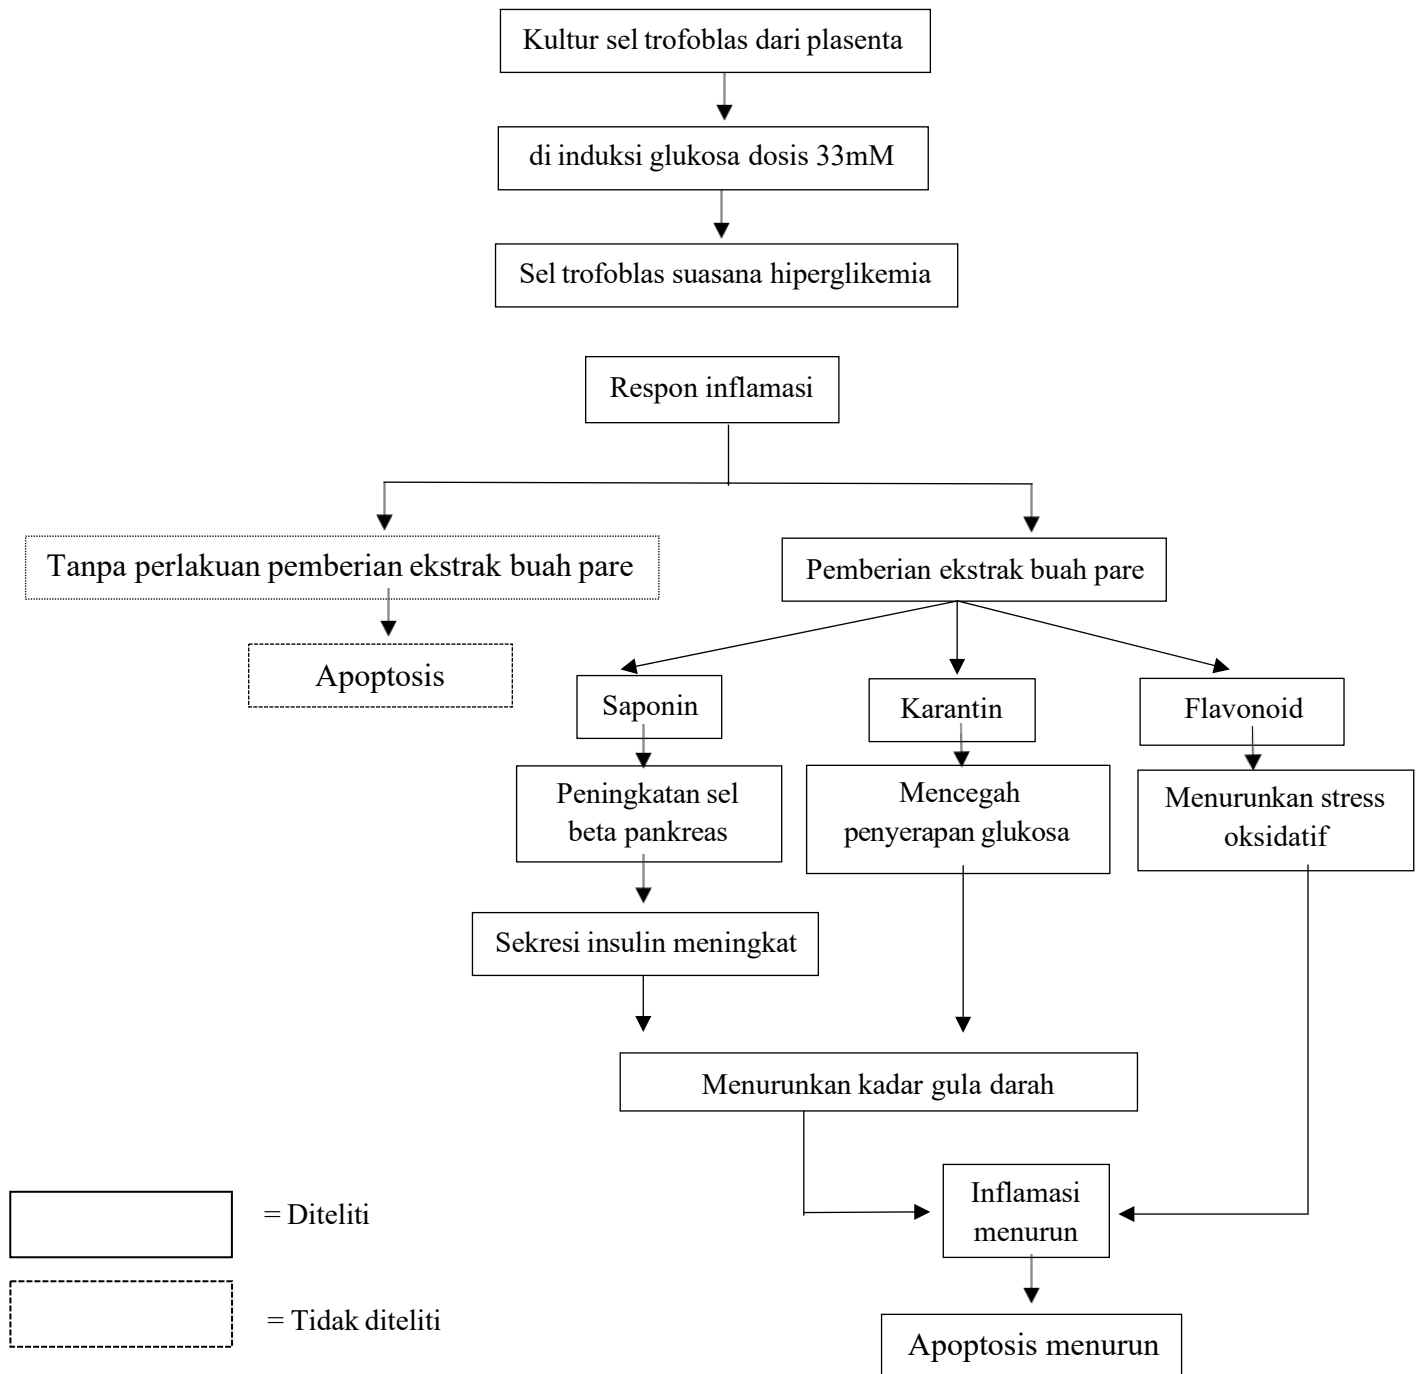 Kultur sel trofoblas dari plasenta
di induksi glukosa dosis 33mM
Sel trofoblas suasana hiperglikemia
Respon inflamasi
Tanpa perlakuan pemberian ekstrak buah pare
Pemberian ekstrak buah pare
Apoptosis
Saponin
Karantin
Flavonoid
Peningkatan sel
beta pankreas
Mencegah
penyerapan glukosa
Menurunkan stress
oksidatif
Sekresi insulin meningkat
Menurunkan kadar gula darah
Inflamasi
menurun
= Diteliti
= Tidak diteliti
Apoptosis menurun